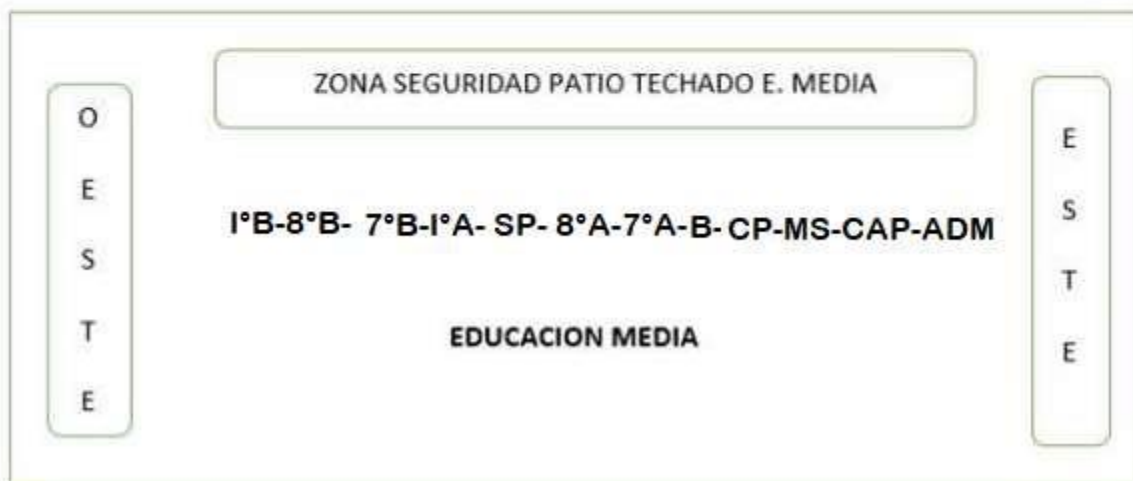 ZONA SEGURIDAD PATIO TECHADO E. MEDIA
O
E
S
T
E
I°B-8°B- 7°B-I°A- SP- 8°A-7°A-B- CP-MS-CAP-ADM
EDUCACION MEDIA
E
S
T
E